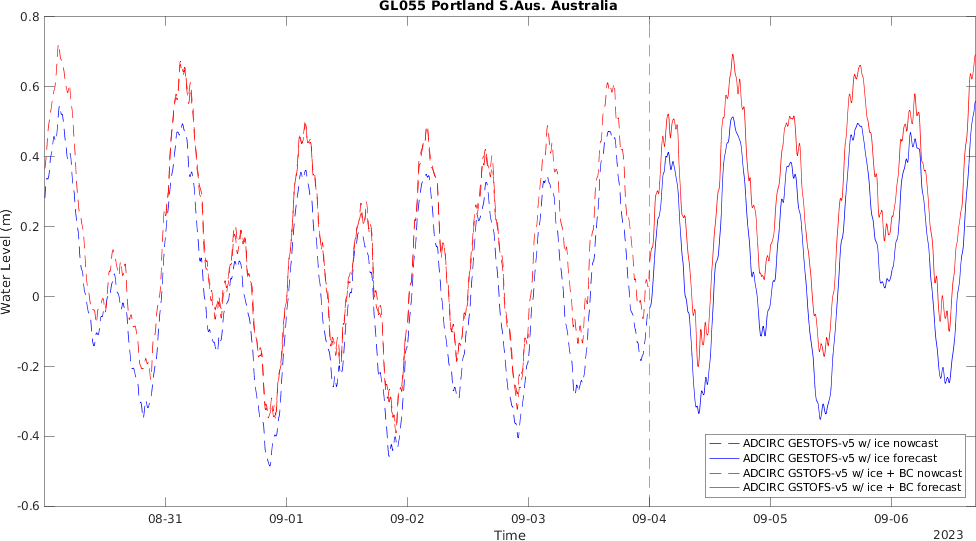 GL055 Portland S.Aus. Australia
Water Level (m)
0.8
0.6
0.4
0.2
0
-0.2
-0.4
-0.6
08-31
09-01
09-02
09-03
09-04
09-05
09-06
Time
2023
ADCIRC GESTOFS-v5 w/ ice nowcast
ADCIRC GESTOFS-v5 w/ ice forecast
ADCIRC GSTOFS-v5 w/ ice + BC nowcast
ADCIRC GSTOFS-v5 w/ ice + BC forecast